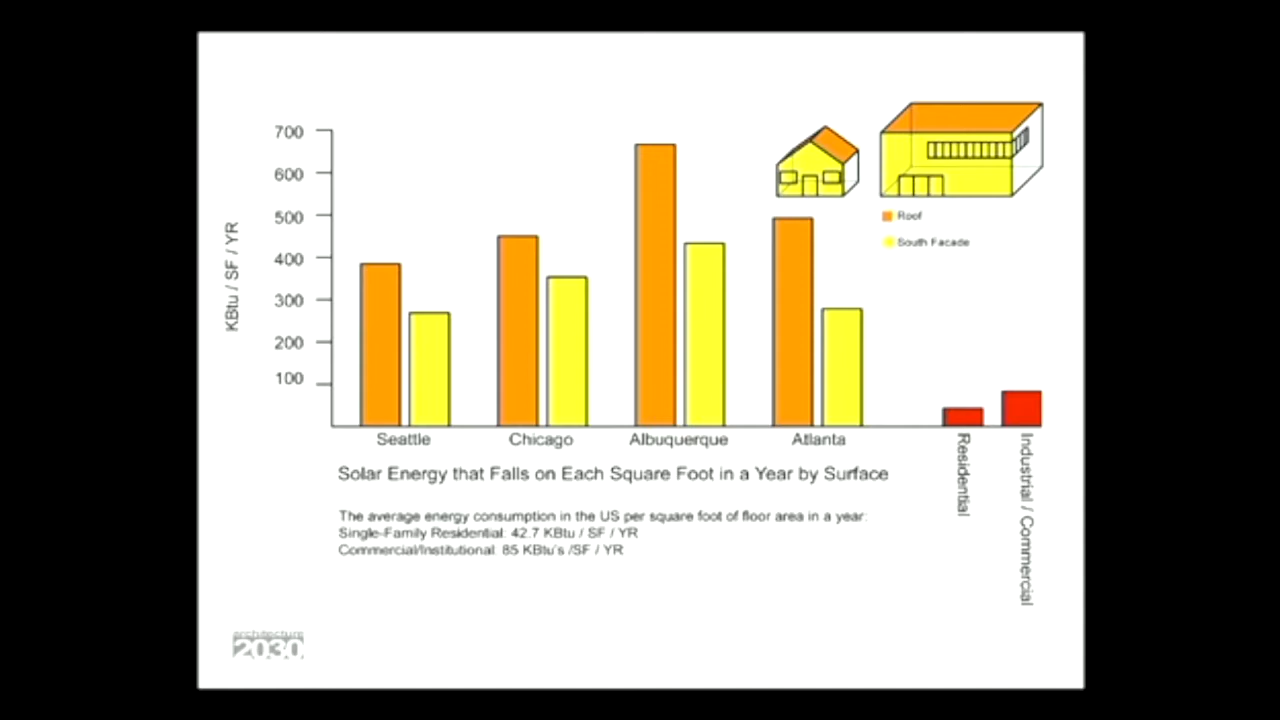 700
600
500
400
300
200
100
KBtu / SF / YR
Roof
South Facade
Seattle
Chicago
Albuquerque
Atlanta
Residential
Industrial / Commercial
Solar Energy that Falls on Each Square Foot in a Year by Surface
The average energy consumption in the US per square foot of floor area in a year:
Single-Family Residential: 42.7 KBtu / SF / YR
Commercial/Institutional: 85 KBtu's /SF / YR
architecture
2030